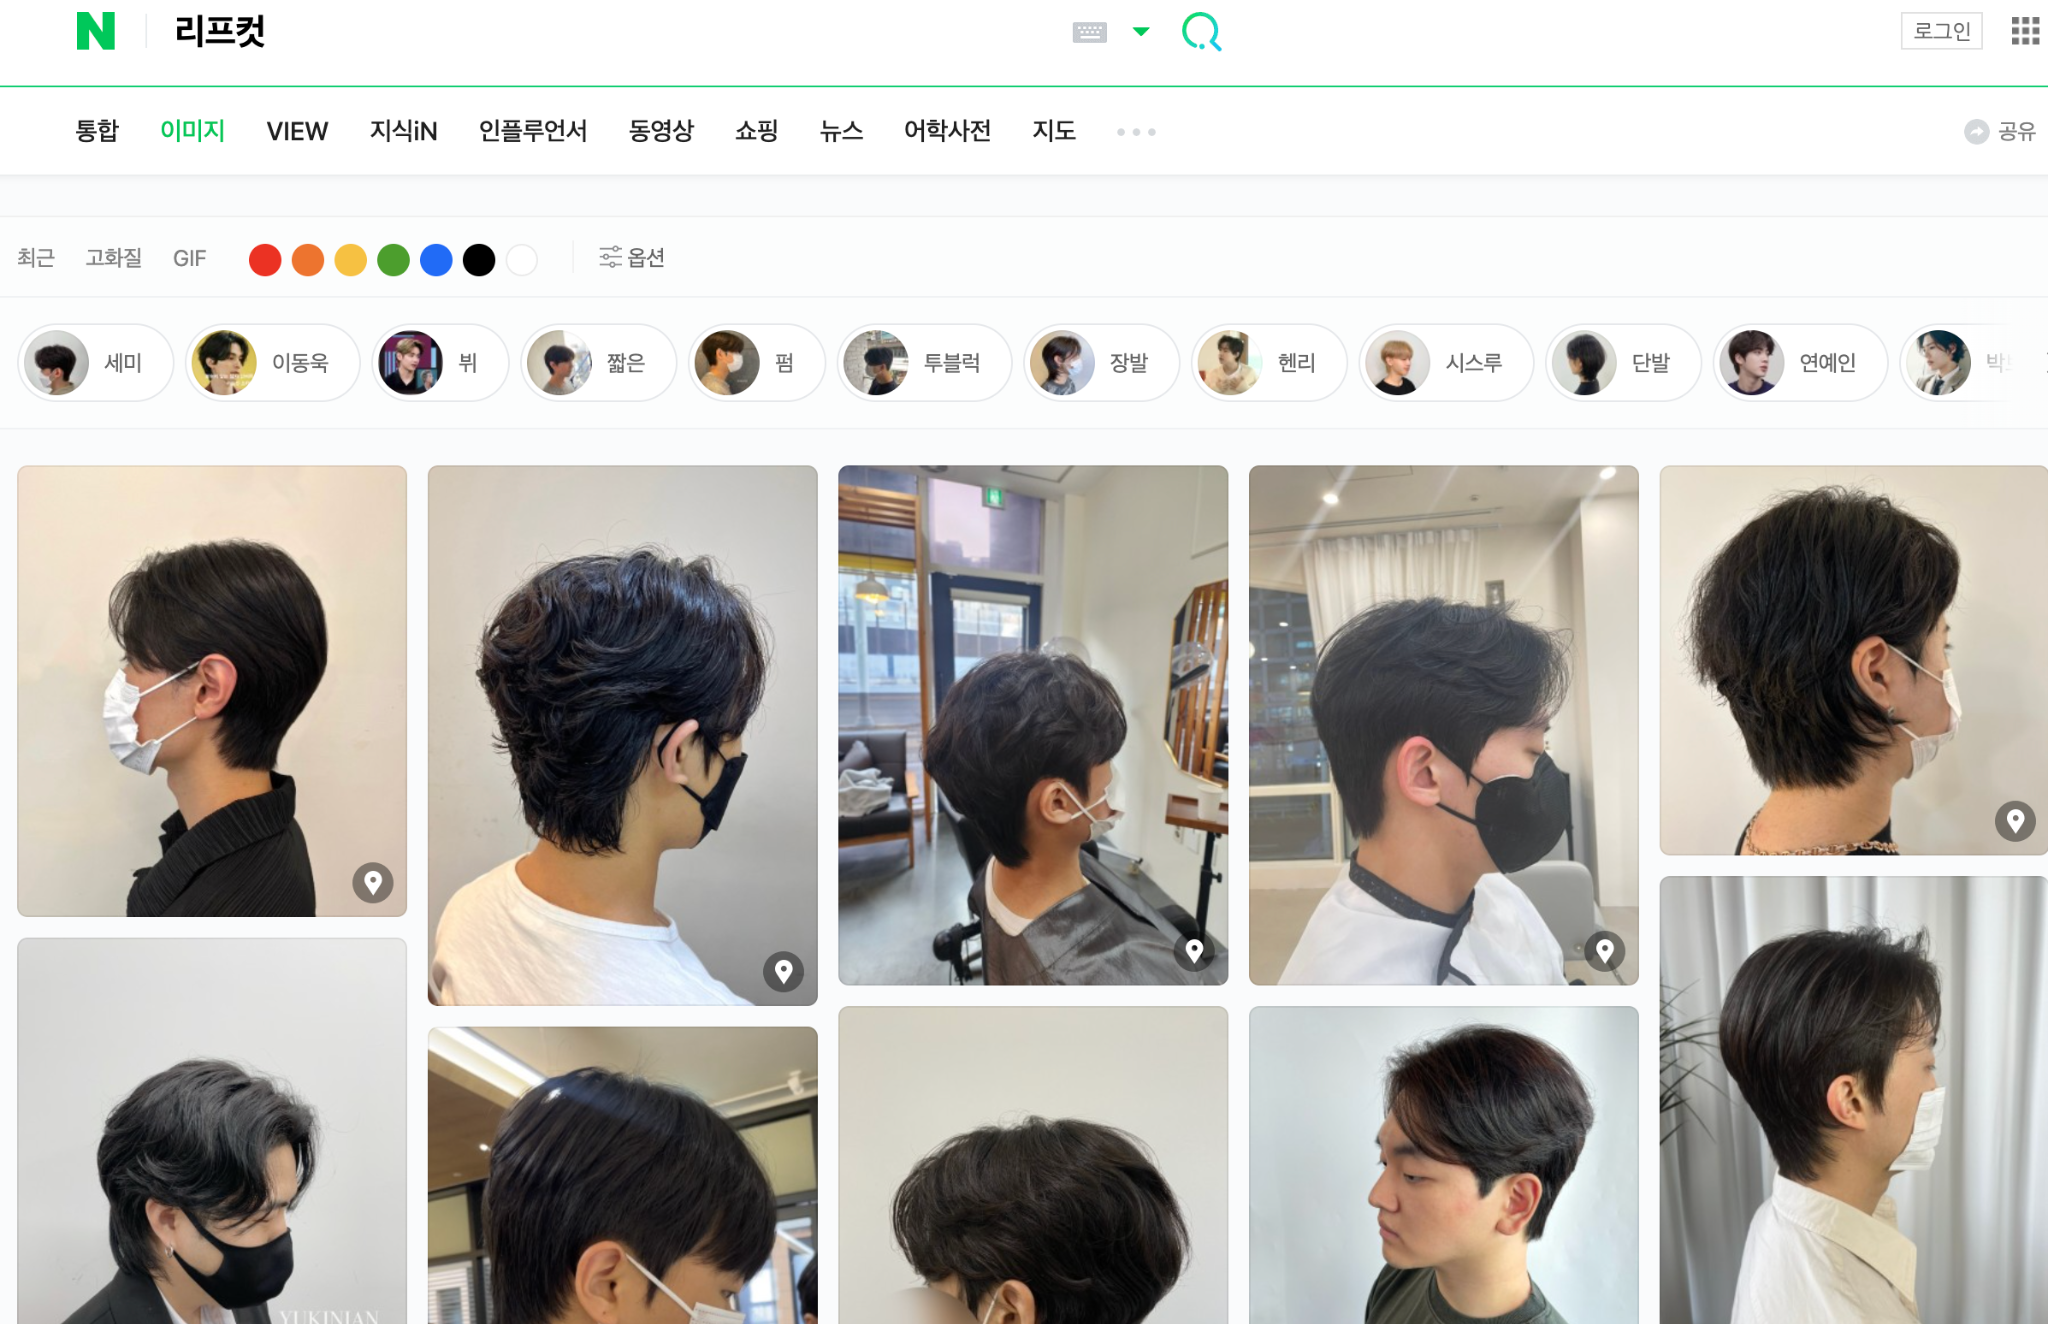 N 리프컷 로그인
통합 이미지 VIEW 지식iN 인플루언서 동영상 쇼핑 뉴스 어학사전 지도 공유
최근 고화질 GIF 옵션
세미 이동욱 뷔 짧은 펌 투블럭 장발 헨리 시스루 단발 연예인
YUKINJAN